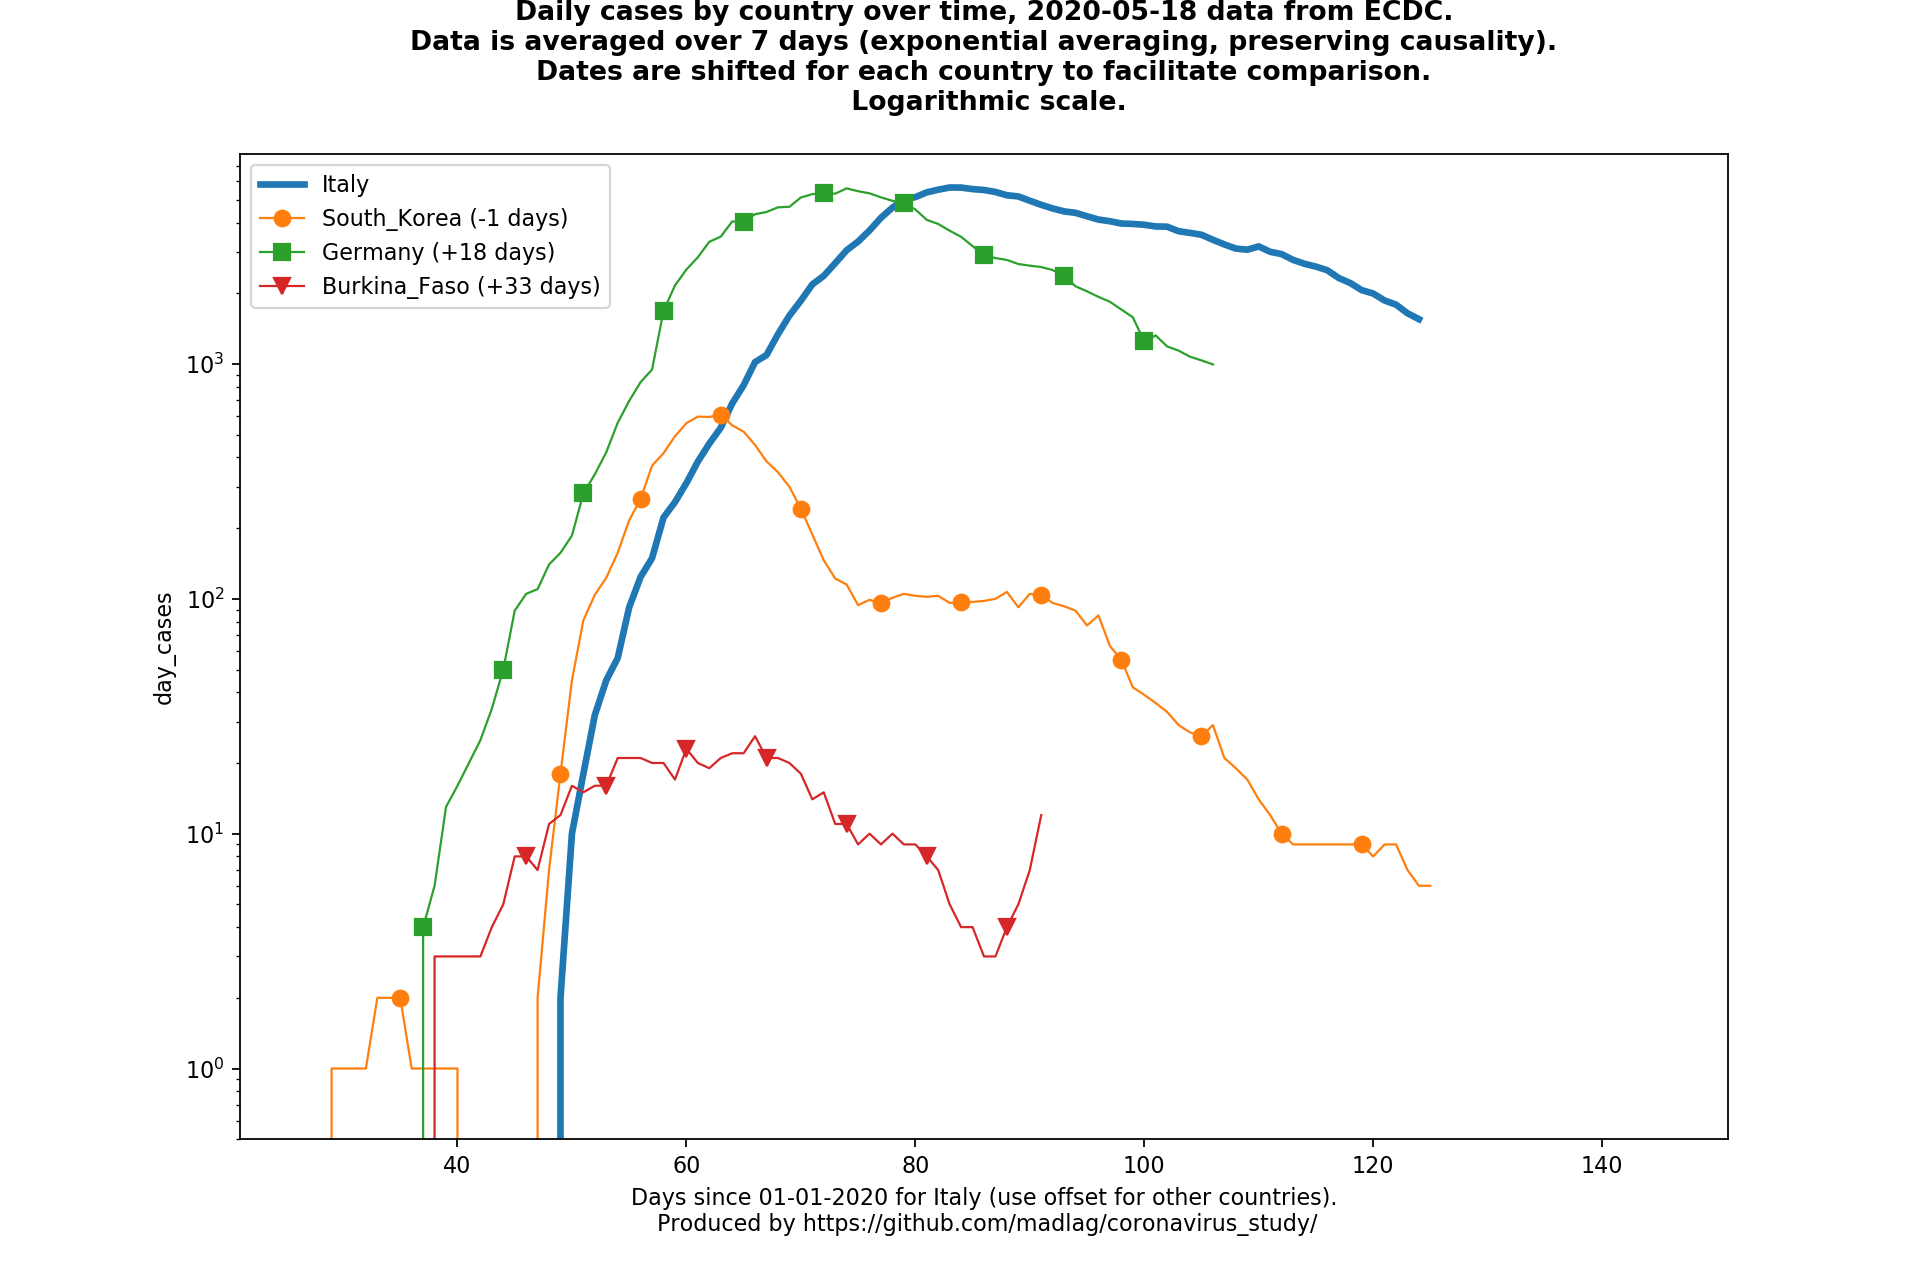 Daily cases by country over time, 2020-05-18 data from ECDC.
Data is averaged over 7 days (exponential averaging, preserving causality).
Dates are shifted for each country to facilitate comparison.
Logarithmic scale.
Italy
South_Korea (-1 days)
Germany (+18 days)
Burkina_Faso (+33 days)
day_cases
10³
10²
10¹
10⁰
40 60 80 100 120 140
Days since 01-01-2020 for Italy (use offset for other countries).
Produced by https://github.com/madlag/coronavirus_study/